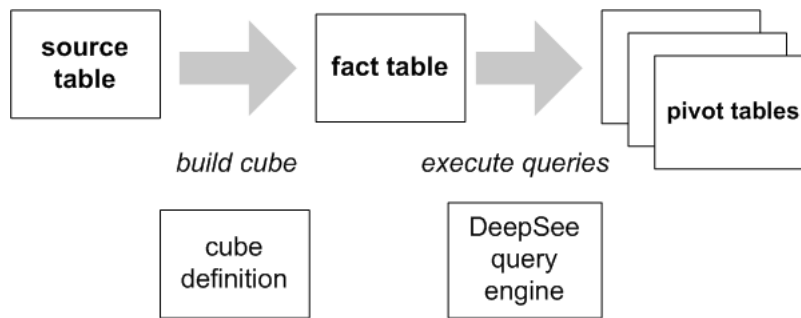 source
table
fact table
pivot tables
build cube
execute queries
cube
definition
DeepSee
query
engine